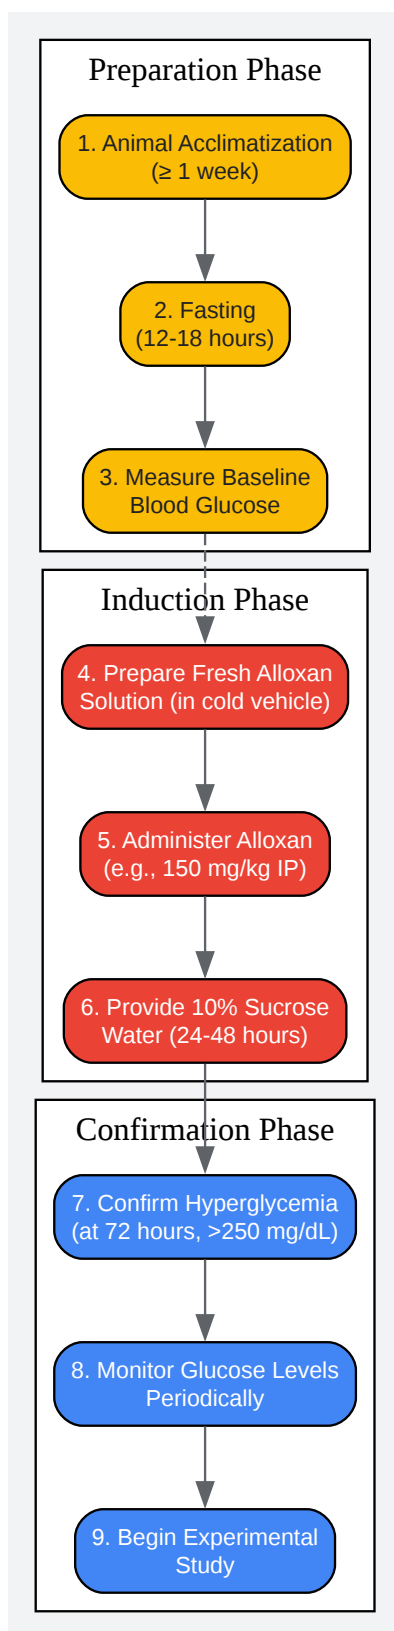 Preparation Phase
1. Animal Acclimatization
(≥ 1 week)
2. Fasting
(12-18 hours)
3. Measure Baseline
Blood Glucose
Induction Phase
4. Prepare Fresh Alloxan
Solution (in cold vehicle)
5. Administer Alloxan
(e.g., 150 mg/kg IP)
6. Provide 10% Sucrose
Water (24-48 hours)
Confirmation Phase
7. Confirm Hyperglycemia
(at 72 hours, >250 mg/dL)
8. Monitor Glucose Levels
Periodically
9. Begin Experimental
Study